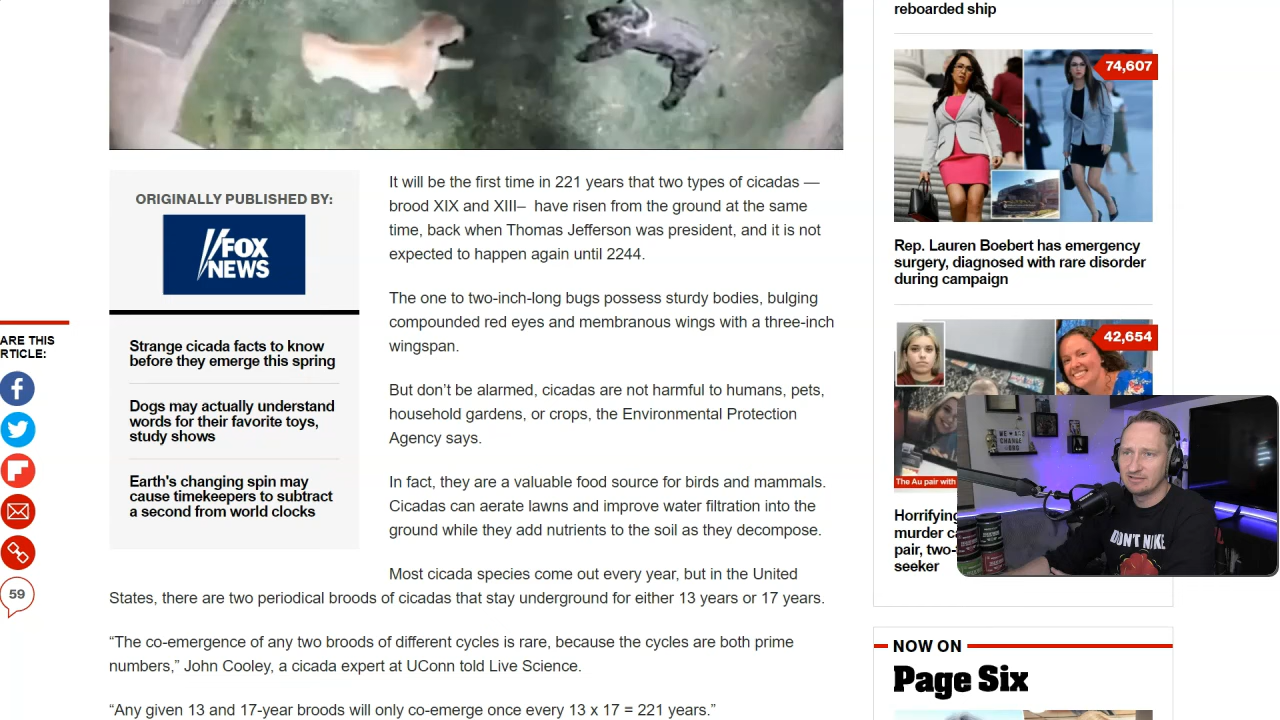 ORIGINALLY PUBLISHED BY:
FOX
NEWS
Strange cicada facts to know
before they emerge this spring
Dogs may actually understand
words for their favorite toys,
study shows
Earth's changing spin may
cause timekeepers to subtract
a second from world clocks
ARE THIS
RTICLE:
59
It will be the first time in 221 years that two types of cicadas —
brood XIX and XIII– have risen from the ground at the same
time, back when Thomas Jefferson was president, and it is not
expected to happen again until 2244.
The one to two-inch-long bugs possess sturdy bodies, bulging
compounded red eyes and membranous wings with a three-inch
wingspan.
But don’t be alarmed, cicadas are not harmful to humans, pets,
household gardens, or crops, the Environmental Protection
Agency says.
In fact, they are a valuable food source for birds and mammals.
Cicadas can aerate lawns and improve water filtration into the
ground while they add nutrients to the soil as they decompose.
Most cicada species come out every year, but in the United
States, there are two periodical broods of cicadas that stay underground for either 13 years or 17 years.
“The co-emergence of any two broods of different cycles is rare, because the cycles are both prime
numbers,” John Cooley, a cicada expert at UConn told Live Science.
“Any given 13 and 17-year broods will only co-emerge once every 13 x 17 = 221 years.”
reboarded ship
74,607
Rep. Lauren Boebert has emergency
surgery, diagnosed with rare disorder
during campaign
42,654
The Au pair with
Horrifying
murder c
pair, two-
seeker
WE ARE
CHANGE
DON'T
NOW ON
Page Six